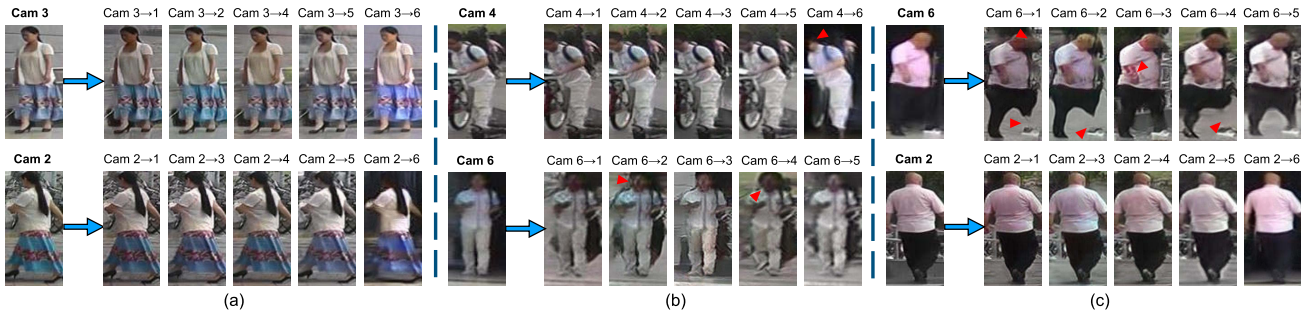 Cam 3 Cam 3→1 Cam 3→2 Cam 3→4 Cam 3→5 Cam 3→6 Cam 4 Cam 4→1 Cam 4→2 Cam 4→3 Cam 4→5 Cam 4→6 Cam 6 Cam 6→1 Cam 6→2 Cam 6→3 Cam 6→4 Cam 6→5
Cam 2 Cam 2→1 Cam 2→3 Cam 2→4 Cam 2→5 Cam 2→6 Cam 6 Cam 6→1 Cam 6→2 Cam 6→3 Cam 6→4 Cam 6→5 Cam 2 Cam 2→1 Cam 2→3 Cam 2→4 Cam 2→5 Cam 2→6
(a) (b) (c)